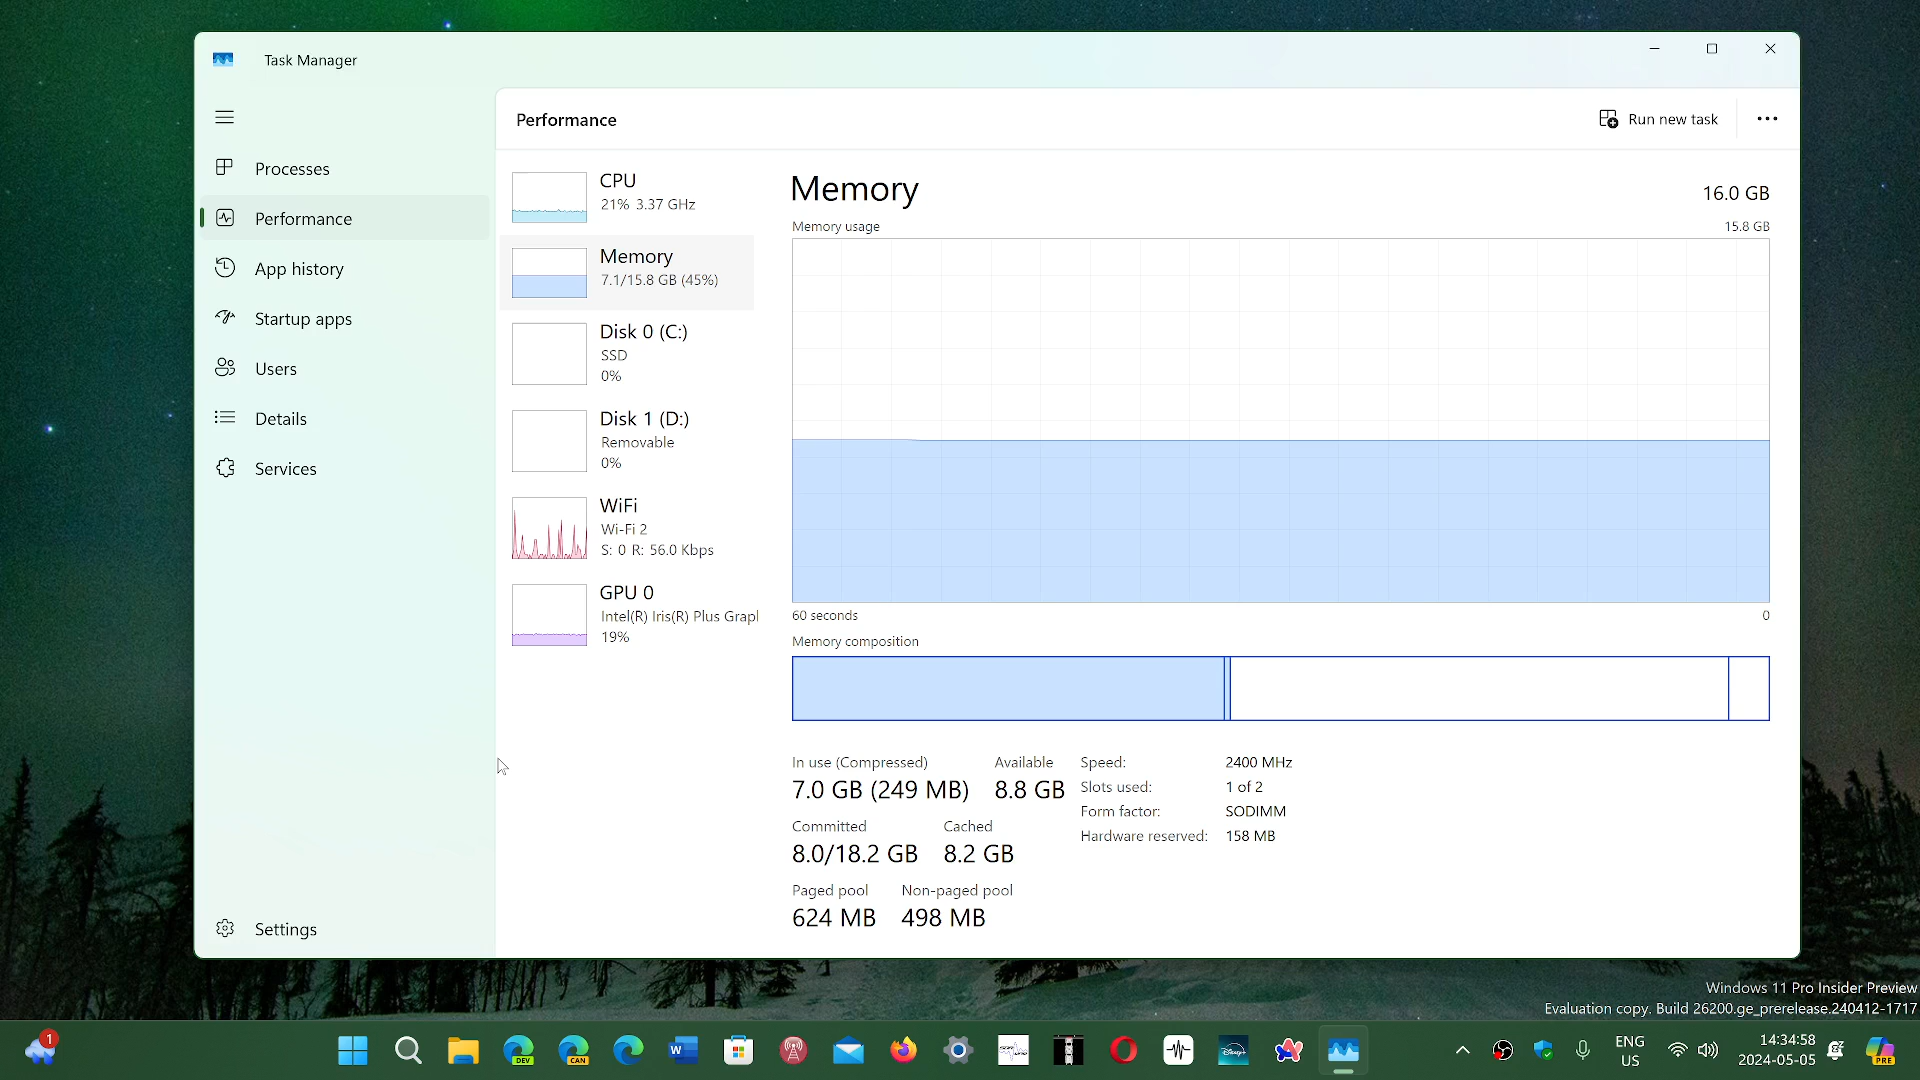 Task Manager
Performance
Run new task
Processes
Performance
App history
Startup apps
Users
Details
Services
Settings
CPU
21% 3.37 GHz
Memory
7.1/15.8 GB (45%)
Disk 0 (C:)
SSD
0%
Disk 1 (D:)
Removable
0%
WiFi
Wi-Fi 2
S: 0 R: 56.0 Kbps
GPU 0
Intel(R) Iris(R) Plus Grapl
19%
Memory
16.0 GB
Memory usage
15.8 GB
60 seconds
0
Memory composition
In use (Compressed)
7.0 GB (249 MB)
Available
8.8 GB
Committed
8.0/18.2 GB
Cached
8.2 GB
Paged pool
624 MB
Non-paged pool
498 MB
Speed: 2400 MHz
Slots used: 1 of 2
Form factor: SODIMM
Hardware reserved: 158 MB
Windows 11 Pro Insider Preview
Evaluation copy. Build 26200.ge_prerelease.240412-1717
1
DEV
CAN
W
Disney+
ENG
US
14:34:58
2024-05-05
PRE